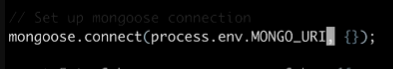 // Set up mongoose connection
mongoose.connect(process.env.MONGO_URI, {});